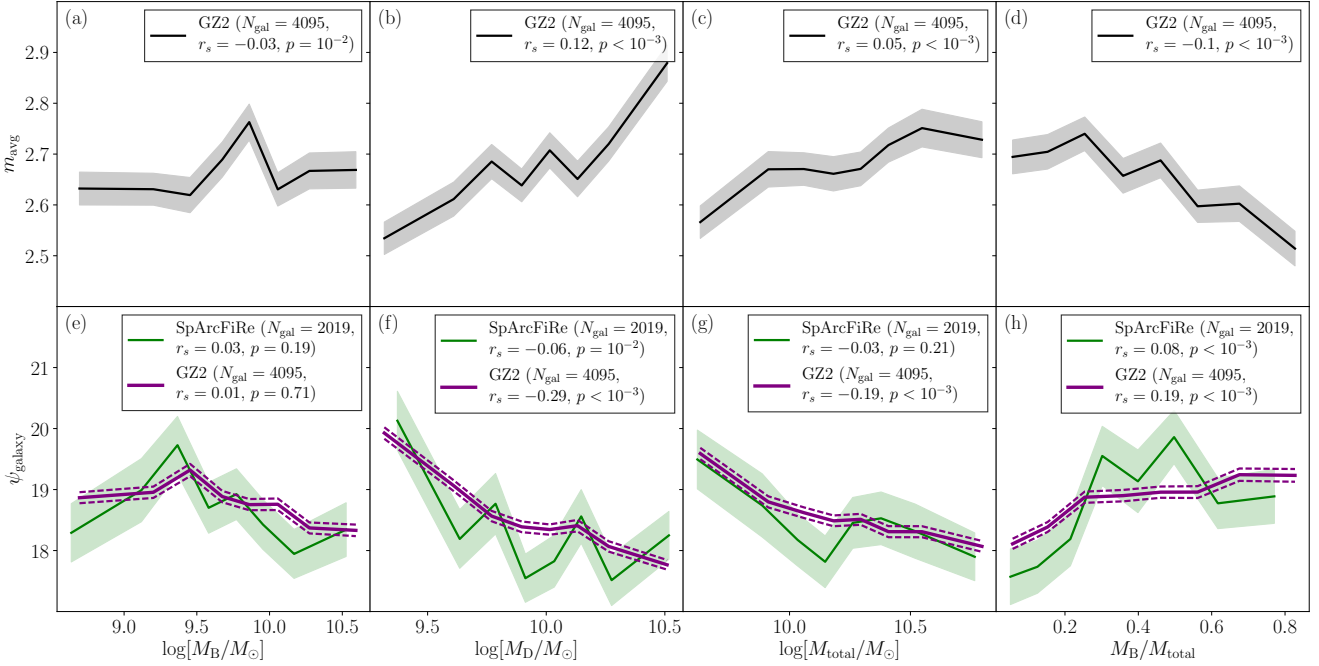 (a)
GZ2 (N_gal = 4095,
r_s = −0.03, p = 10^−2)
(b)
GZ2 (N_gal = 4095,
r_s = 0.12, p < 10^−3)
(c)
GZ2 (N_gal = 4095,
r_s = 0.05, p < 10^−3)
(d)
GZ2 (N_gal = 4095,
r_s = −0.1, p < 10^−3)
2.9
2.8
2.7
2.6
2.5
m_avg
(e)
SpArcFiRe (N_gal = 2019,
r_s = 0.03, p = 0.19)
GZ2 (N_gal = 4095,
r_s = 0.01, p = 0.71)
(f)
SpArcFiRe (N_gal = 2019,
r_s = −0.06, p = 10^−2)
GZ2 (N_gal = 4095,
r_s = −0.29, p < 10^−3)
(g)
SpArcFiRe (N_gal = 2019,
r_s = −0.03, p = 0.21)
GZ2 (N_gal = 4095,
r_s = −0.19, p < 10^−3)
(h)
SpArcFiRe (N_gal = 2019,
r_s = 0.08, p < 10^−3)
GZ2 (N_gal = 4095,
r_s = 0.19, p < 10^−3)
21
20
19
18
ψ_galaxy
9.0 9.5 10.0 10.5
log[M_B/M_⊙]
9.5 10.0 10.5
log[M_D/M_⊙]
10.0 10.5
log[M_total/M_⊙]
0.2 0.4 0.6 0.8
M_B/M_total